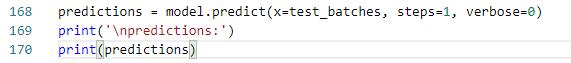 168 predictions = model.predict(x=test_batches, steps=1, verbose=0)
169 print('\npredictions:')
170 print(predictions)